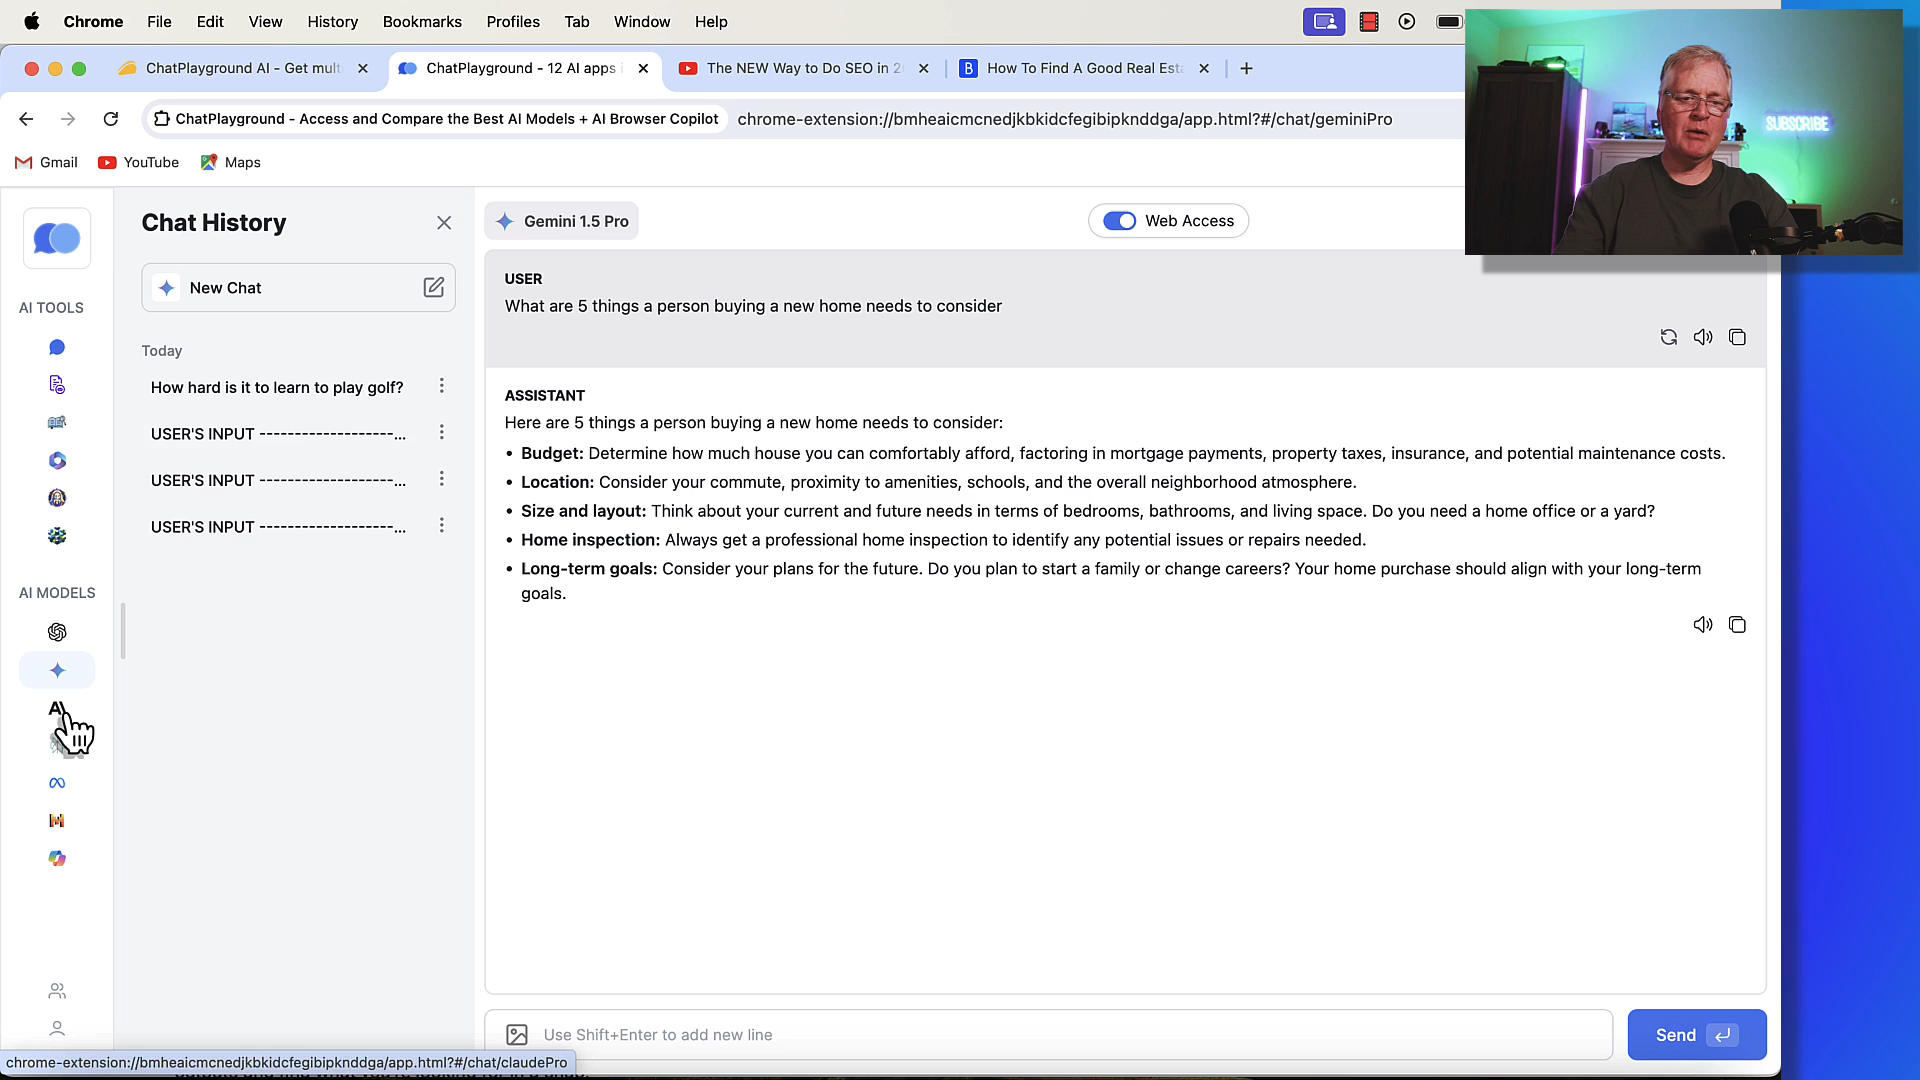 Chrome File Edit View History Bookmarks Profiles Tab Window Help
ChatPlayground AI - Get mult
ChatPlayground - 12 AI apps i
The NEW Way to Do SEO in 2
How To Find A Good Real Est
ChatPlayground - Access and Compare the Best AI Models + AI Browser Copilot
chrome-extension://bmheaicmcnedjkbkidcfegibipknddga/app.html?#/chat/geminiPro
Gmail YouTube Maps
SUBSCRIBE
Chat History
Gemini 1.5 Pro
Web Access
New Chat
AI TOOLS
Today
How hard is it to learn to play golf?
USER'S INPUT -------------------...
USER'S INPUT -------------------...
USER'S INPUT -------------------...
AI MODELS
USER
What are 5 things a person buying a new home needs to consider
ASSISTANT
Here are 5 things a person buying a new home needs to consider:
• Budget: Determine how much house you can comfortably afford, factoring in mortgage payments, property taxes, insurance, and potential maintenance costs.
• Location: Consider your commute, proximity to amenities, schools, and the overall neighborhood atmosphere.
• Size and layout: Think about your current and future needs in terms of bedrooms, bathrooms, and living space. Do you need a home office or a yard?
• Home inspection: Always get a professional home inspection to identify any potential issues or repairs needed.
• Long-term goals: Consider your plans for the future. Do you plan to start a family or change careers? Your home purchase should align with your long-term
goals.
Use Shift+Enter to add new line
Send
chrome-extension://bmheaicmcnedjkbkidcfegibipknddga/app.html?#/chat/claudePro